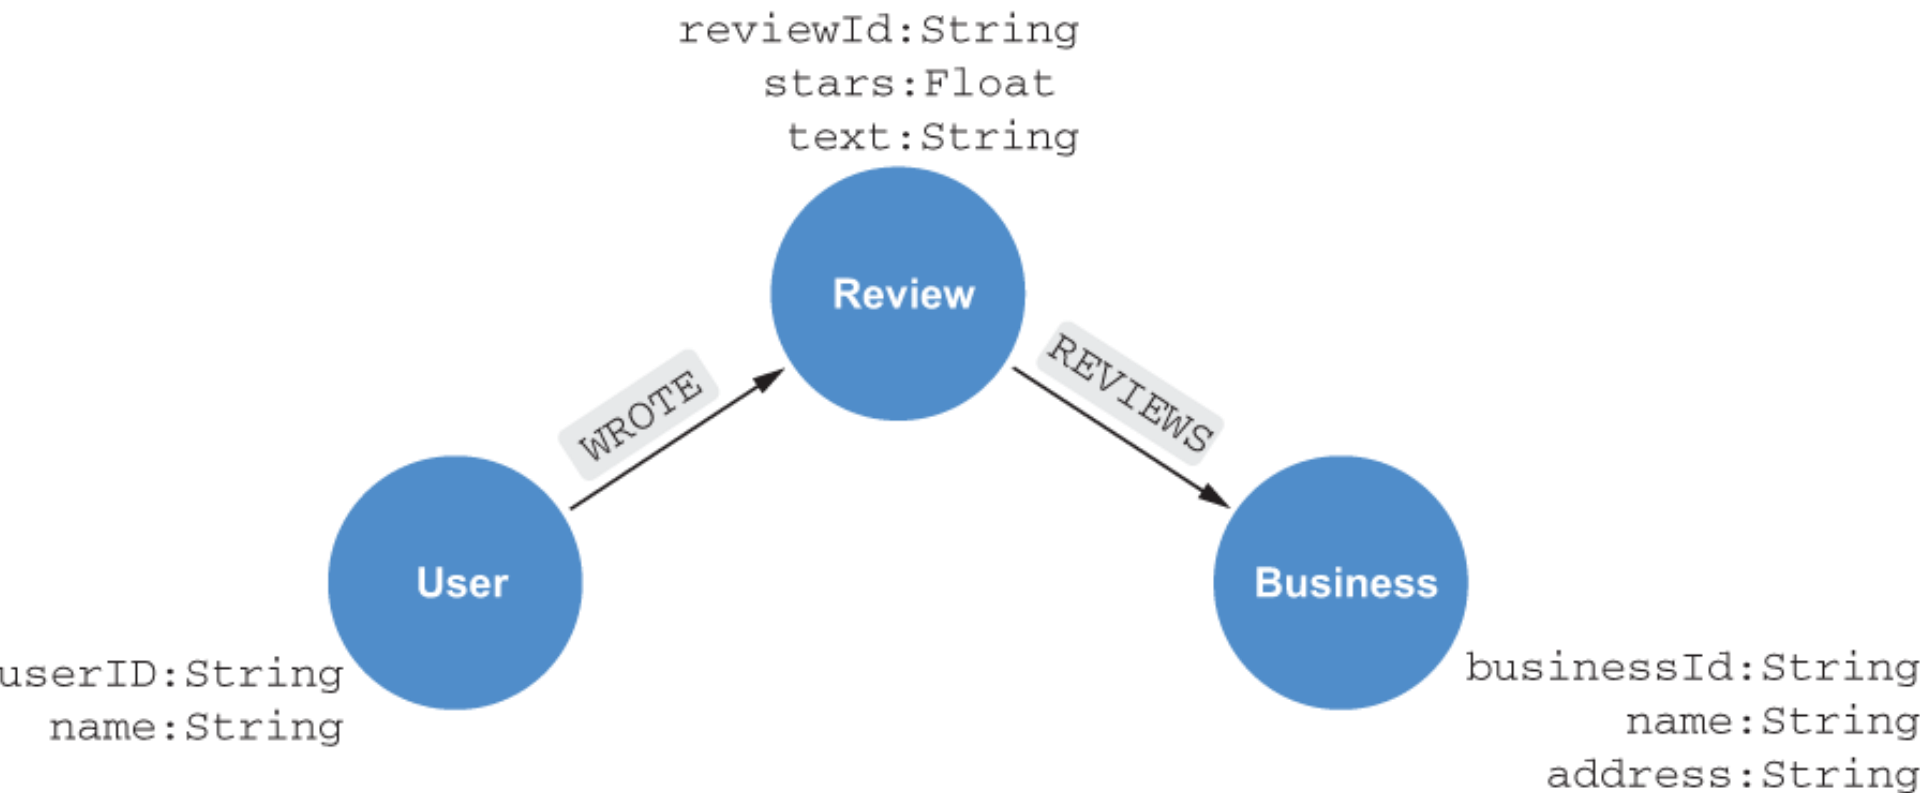 reviewId:String
stars:Float
text:String
Review
WROTE
REVIEWS
User
Business
userID:String
name:String
businessId:String
name:String
address:String